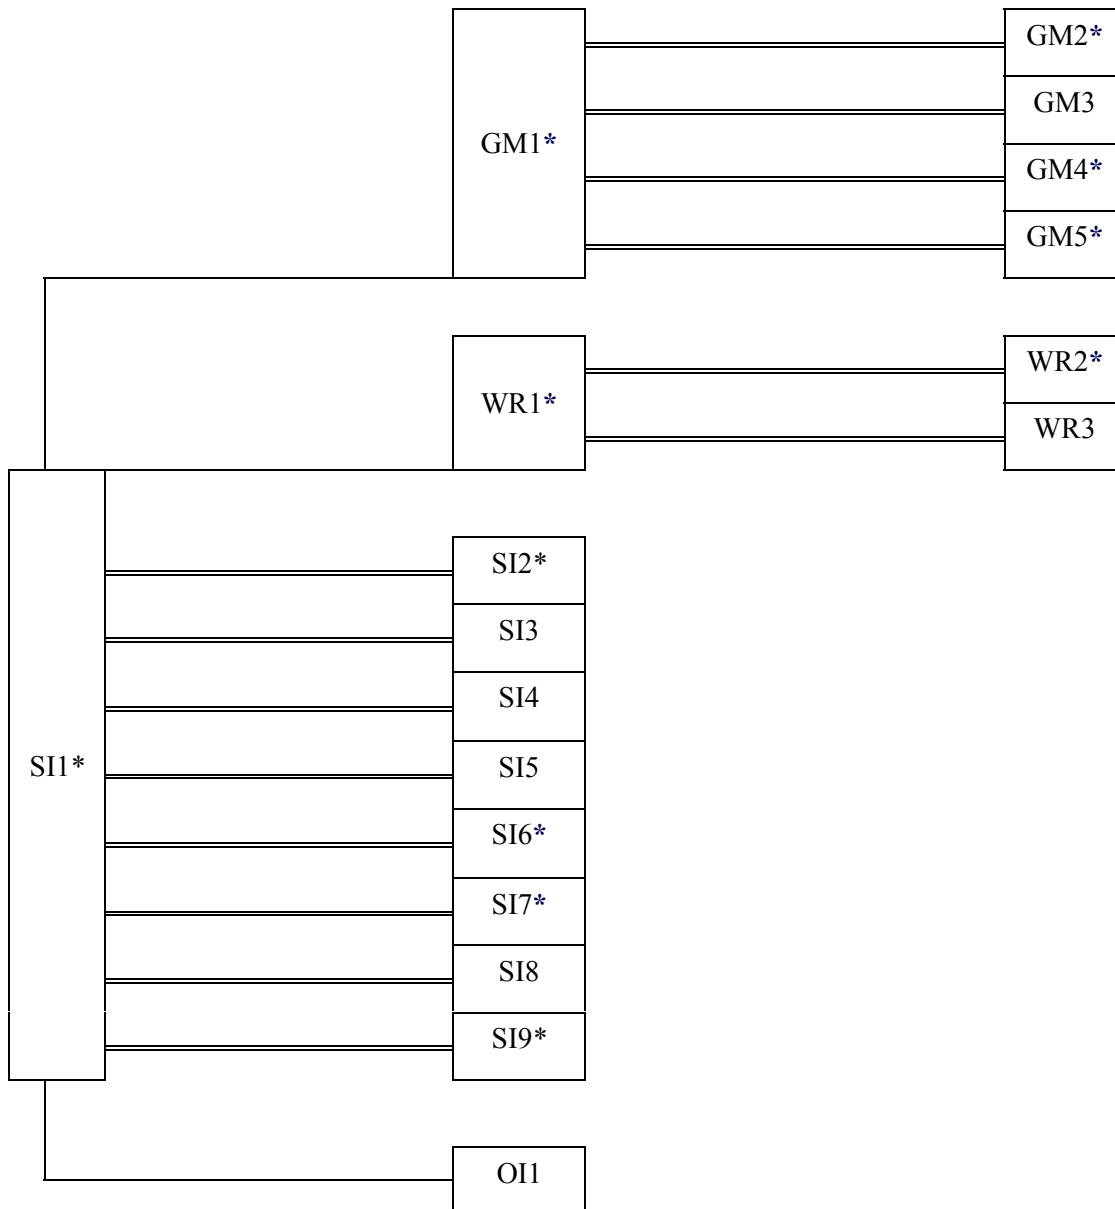 GM1*
GM2*
GM3
GM4*
GM5*
WR1*
WR2*
WR3
SI1*
SI2*
SI3
SI4
SI5
SI6*
SI7*
SI8
SI9*
OI1